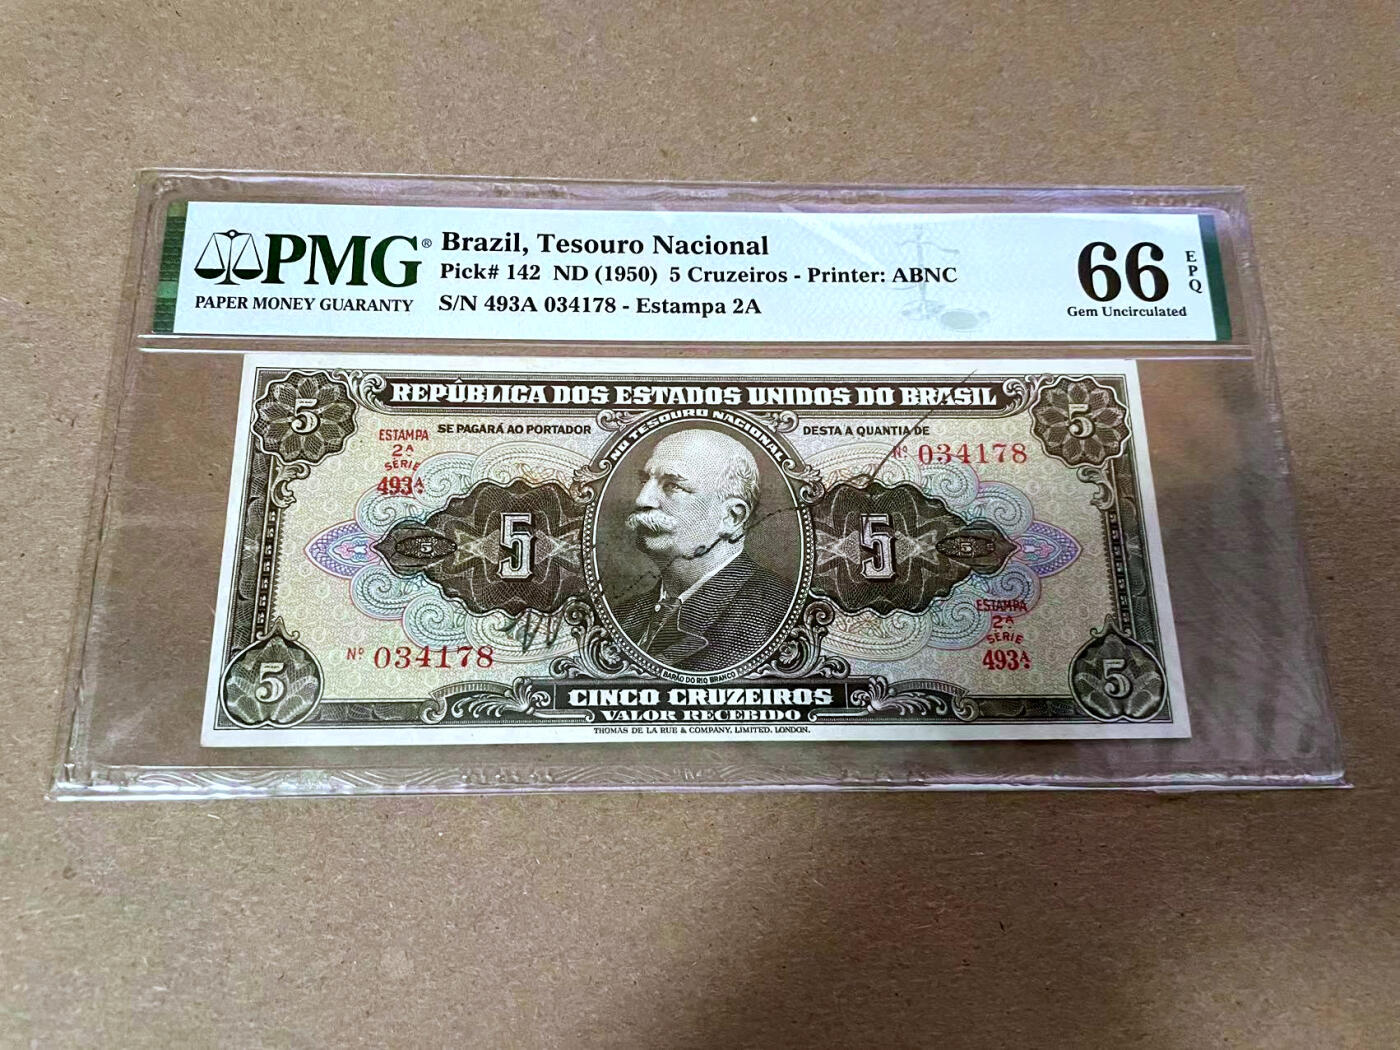 PMG®
PAPER MONEY GUARANTY
Brazil, Tesouro Nacional
Pick# 142 ND (1950) 5 Cruzeiros - Printer: ABNC
S/N 493A 034178 - Estampa 2A
66
EPQ
Gem Uncirculated
5
REPÚBLICA DOS ESTADOS UNIDOS DO BRASIL
5
ESTAMPA
2ª
SÉRIE
493ª
SE PAGARÁ AO PORTADOR
NO TESOURO NACIONAL
DESTA A QUANTIA DE
Nº 034178
5
5
5
5
ESTAMPA
2ª
SÉRIE
493ª
Nº 034178
BARÃO DO RIO BRANCO
5
CINCO CRUZEIROS
5
VALOR RECEBIDO
THOMAS DE LA RUE & COMPANY, LIMITED, LONDON.